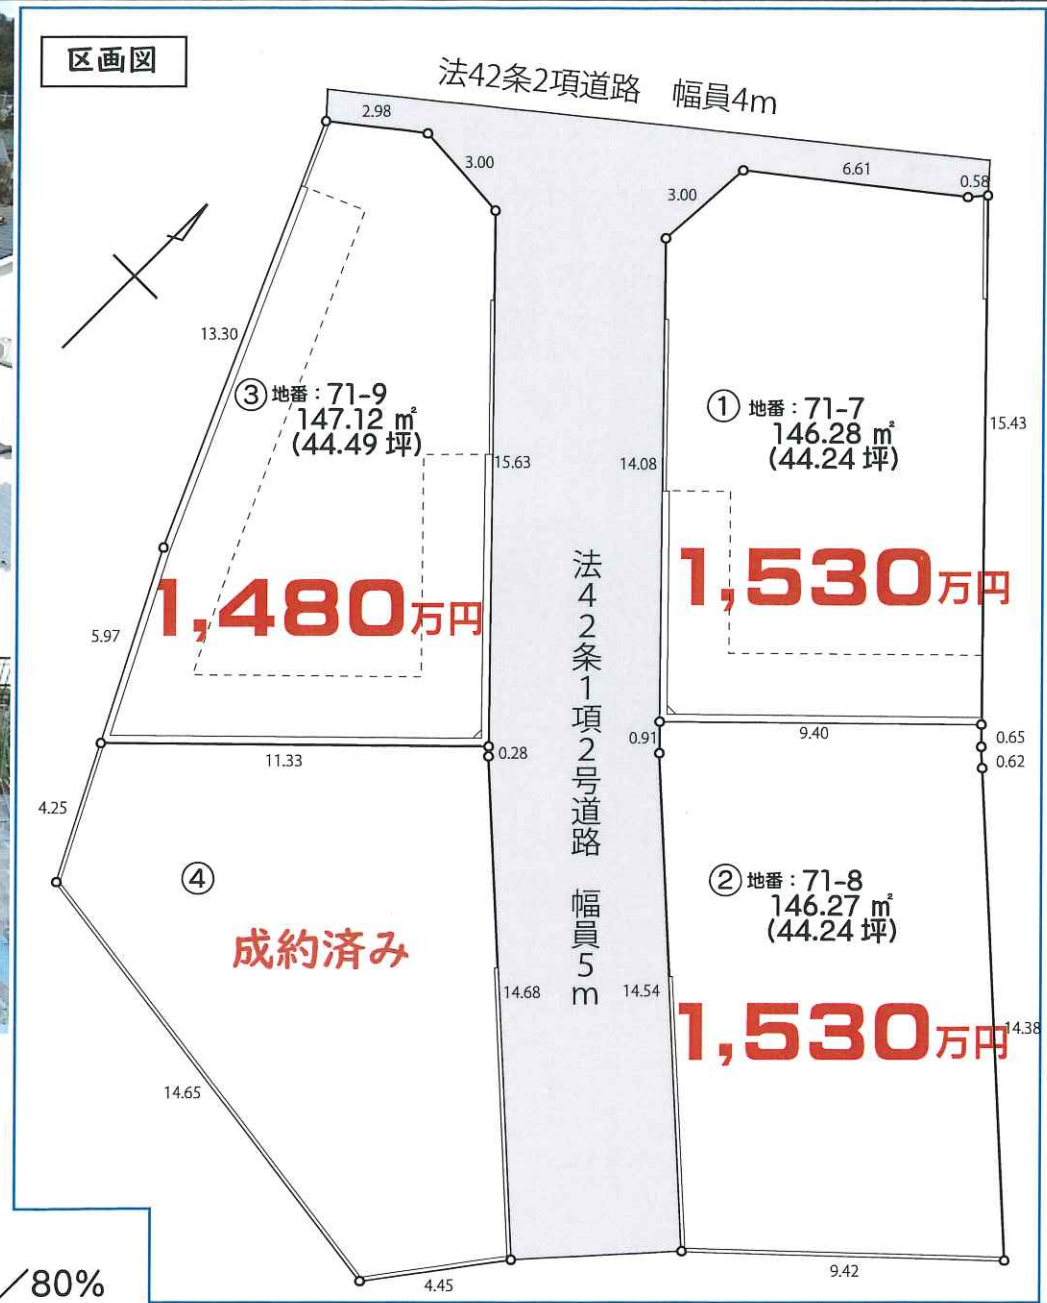 区画図
法42条2項道路　幅員4m
2.98
3.00
3.00
6.61
0.58
13.30
③地番：71-9
147.12 ㎡
(44.49 坪)
15.63
14.08
①地番：71-7
146.28 ㎡
(44.24 坪)
15.43
1,480万円
1,530万円
法42条1項2号道路　幅員5m
5.97
11.33
0.28
0.91
9.40
0.65
0.62
4.25
④
成約済み
②地番：71-8
146.27 ㎡
(44.24 坪)
14.68
14.54
1,530万円
14.38
14.65
4.45
9.42
／80%